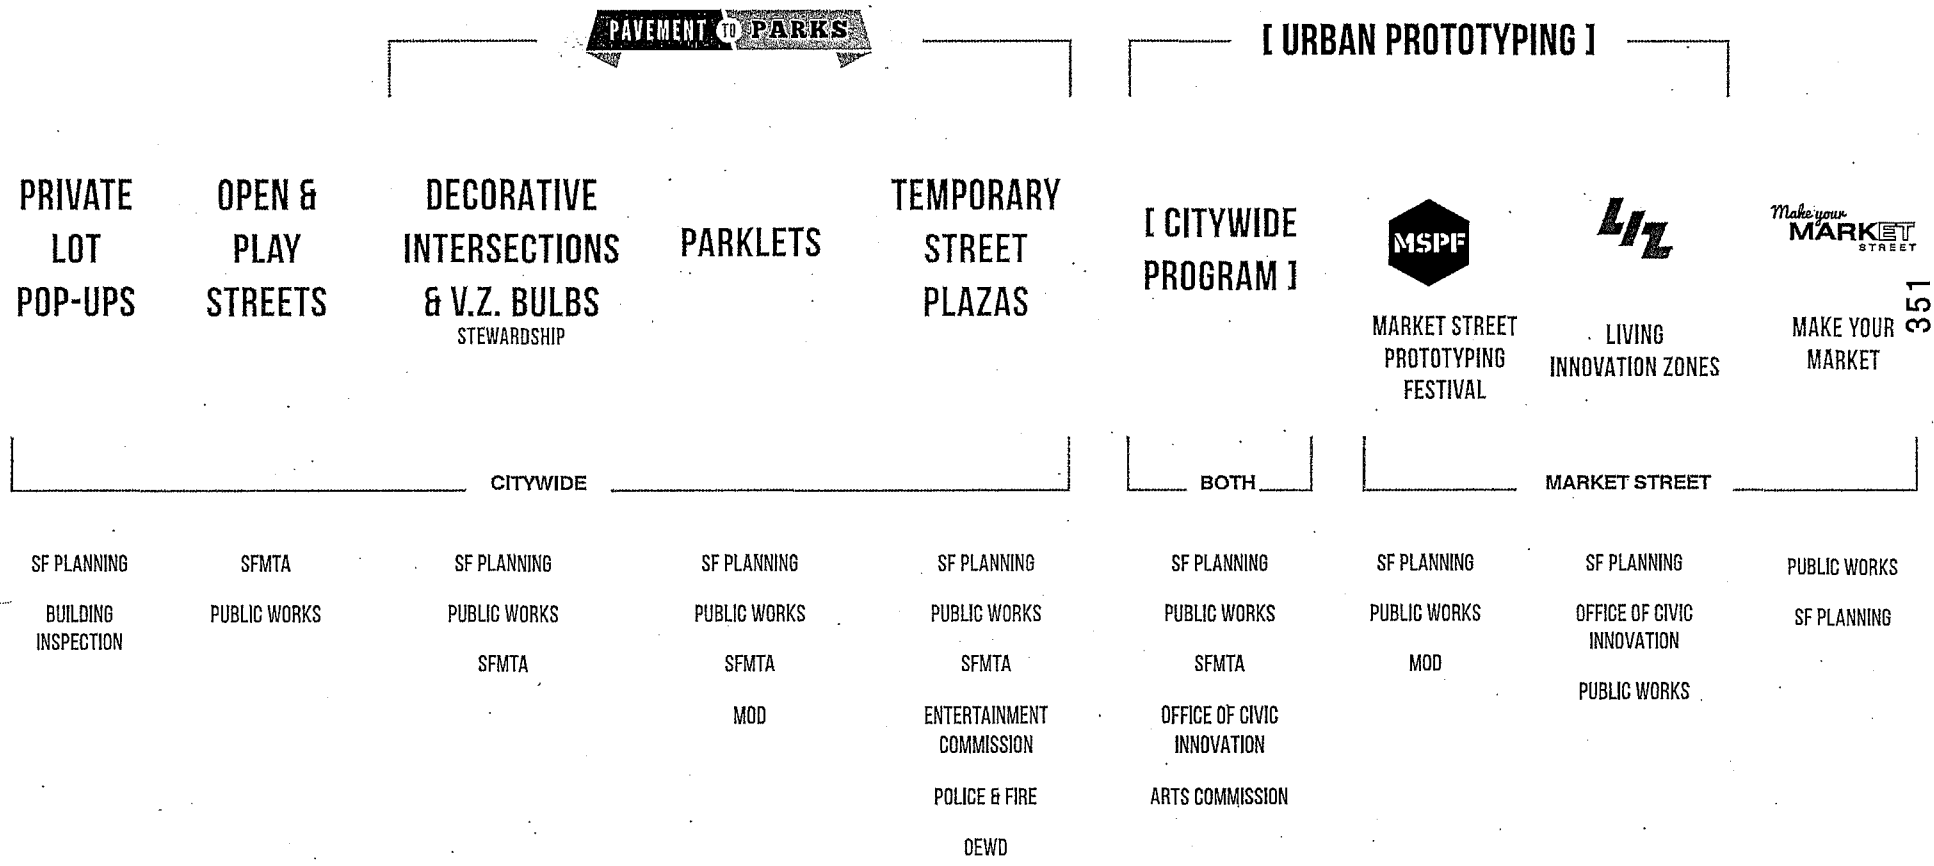 PAVEMENT TO PARKS
[ URBAN PROTOTYPING ]
PRIVATE
LOT
POP-UPS
OPEN &
PLAY
STREETS
DECORATIVE
INTERSECTIONS
& V.Z. BULBS
STEWARDSHIP
PARKLETS
TEMPORARY
STREET
PLAZAS
[ CITYWIDE
PROGRAM ]
MSPF
MARKET STREET
PROTOTYPING
FESTIVAL
LIZ
LIVING
INNOVATION ZONES
Make your
MARKET
STREET
MAKE YOUR
MARKET
351
CITYWIDE
BOTH
MARKET STREET
SF PLANNING
BUILDING
INSPECTION
SFMTA
PUBLIC WORKS
SF PLANNING
PUBLIC WORKS
SFMTA
SF PLANNING
PUBLIC WORKS
SFMTA
MOD
SF PLANNING
PUBLIC WORKS
SFMTA
ENTERTAINMENT
COMMISSION
POLICE & FIRE
OEWD
SF PLANNING
PUBLIC WORKS
SFMTA
OFFICE OF CIVIC
INNOVATION
ARTS COMMISSION
SF PLANNING
PUBLIC WORKS
MOD
SF PLANNING
OFFICE OF CIVIC
INNOVATION
PUBLIC WORKS
PUBLIC WORKS
SF PLANNING